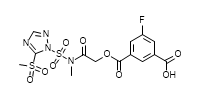 F
N N O O O
N N S N O OH
S O O
O O